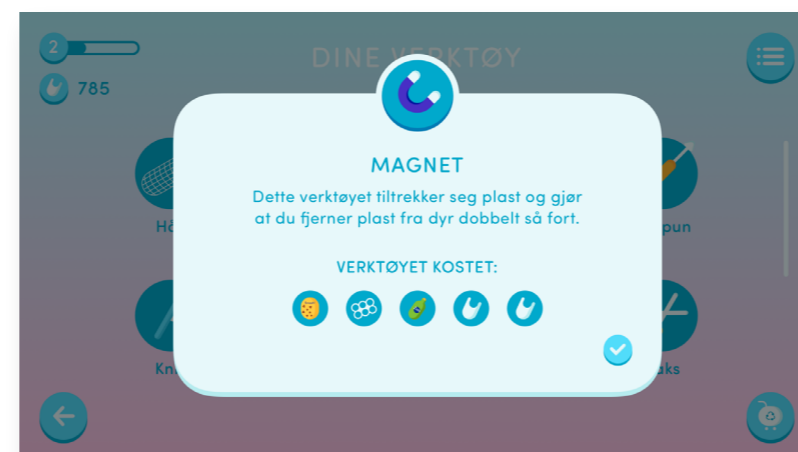 2
DINE VERKTØY
785
MAGNET
Dette verktøyet tiltrekker seg plast og gjør
at du fjerner plast fra dyr dobbelt så fort.
VERKTØYET KOSTET: